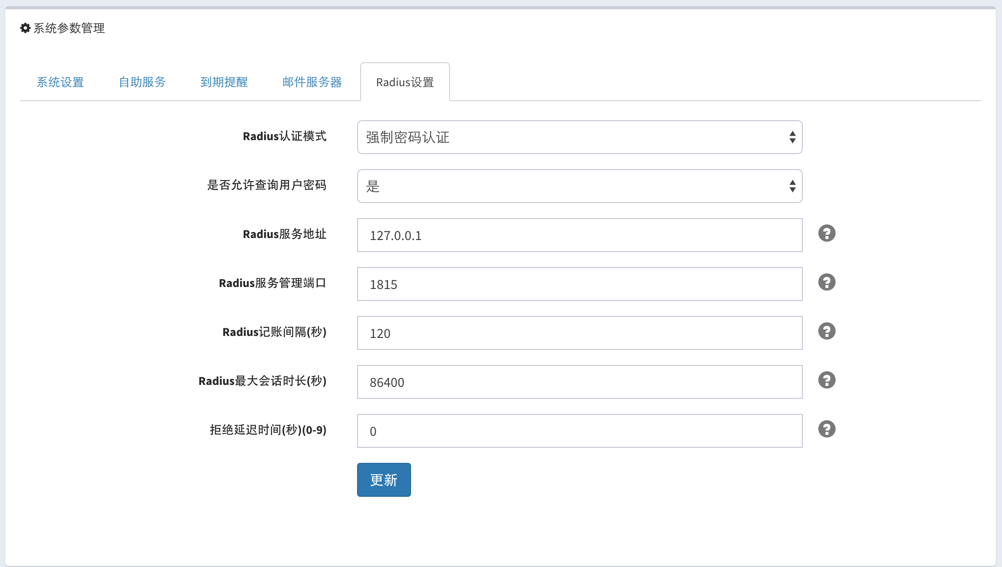 系统参数管理
系统设置 自助服务 到期提醒 邮件服务器 Radius设置
Radius认证模式 强制密码认证
是否允许查询用户密码 是
Radius服务地址 127.0.0.1
Radius服务管理端口 1815
Radius记账间隔(秒) 120
Radius最大会话时长(秒) 86400
拒绝延迟时间(秒)(0-9) 0
更新